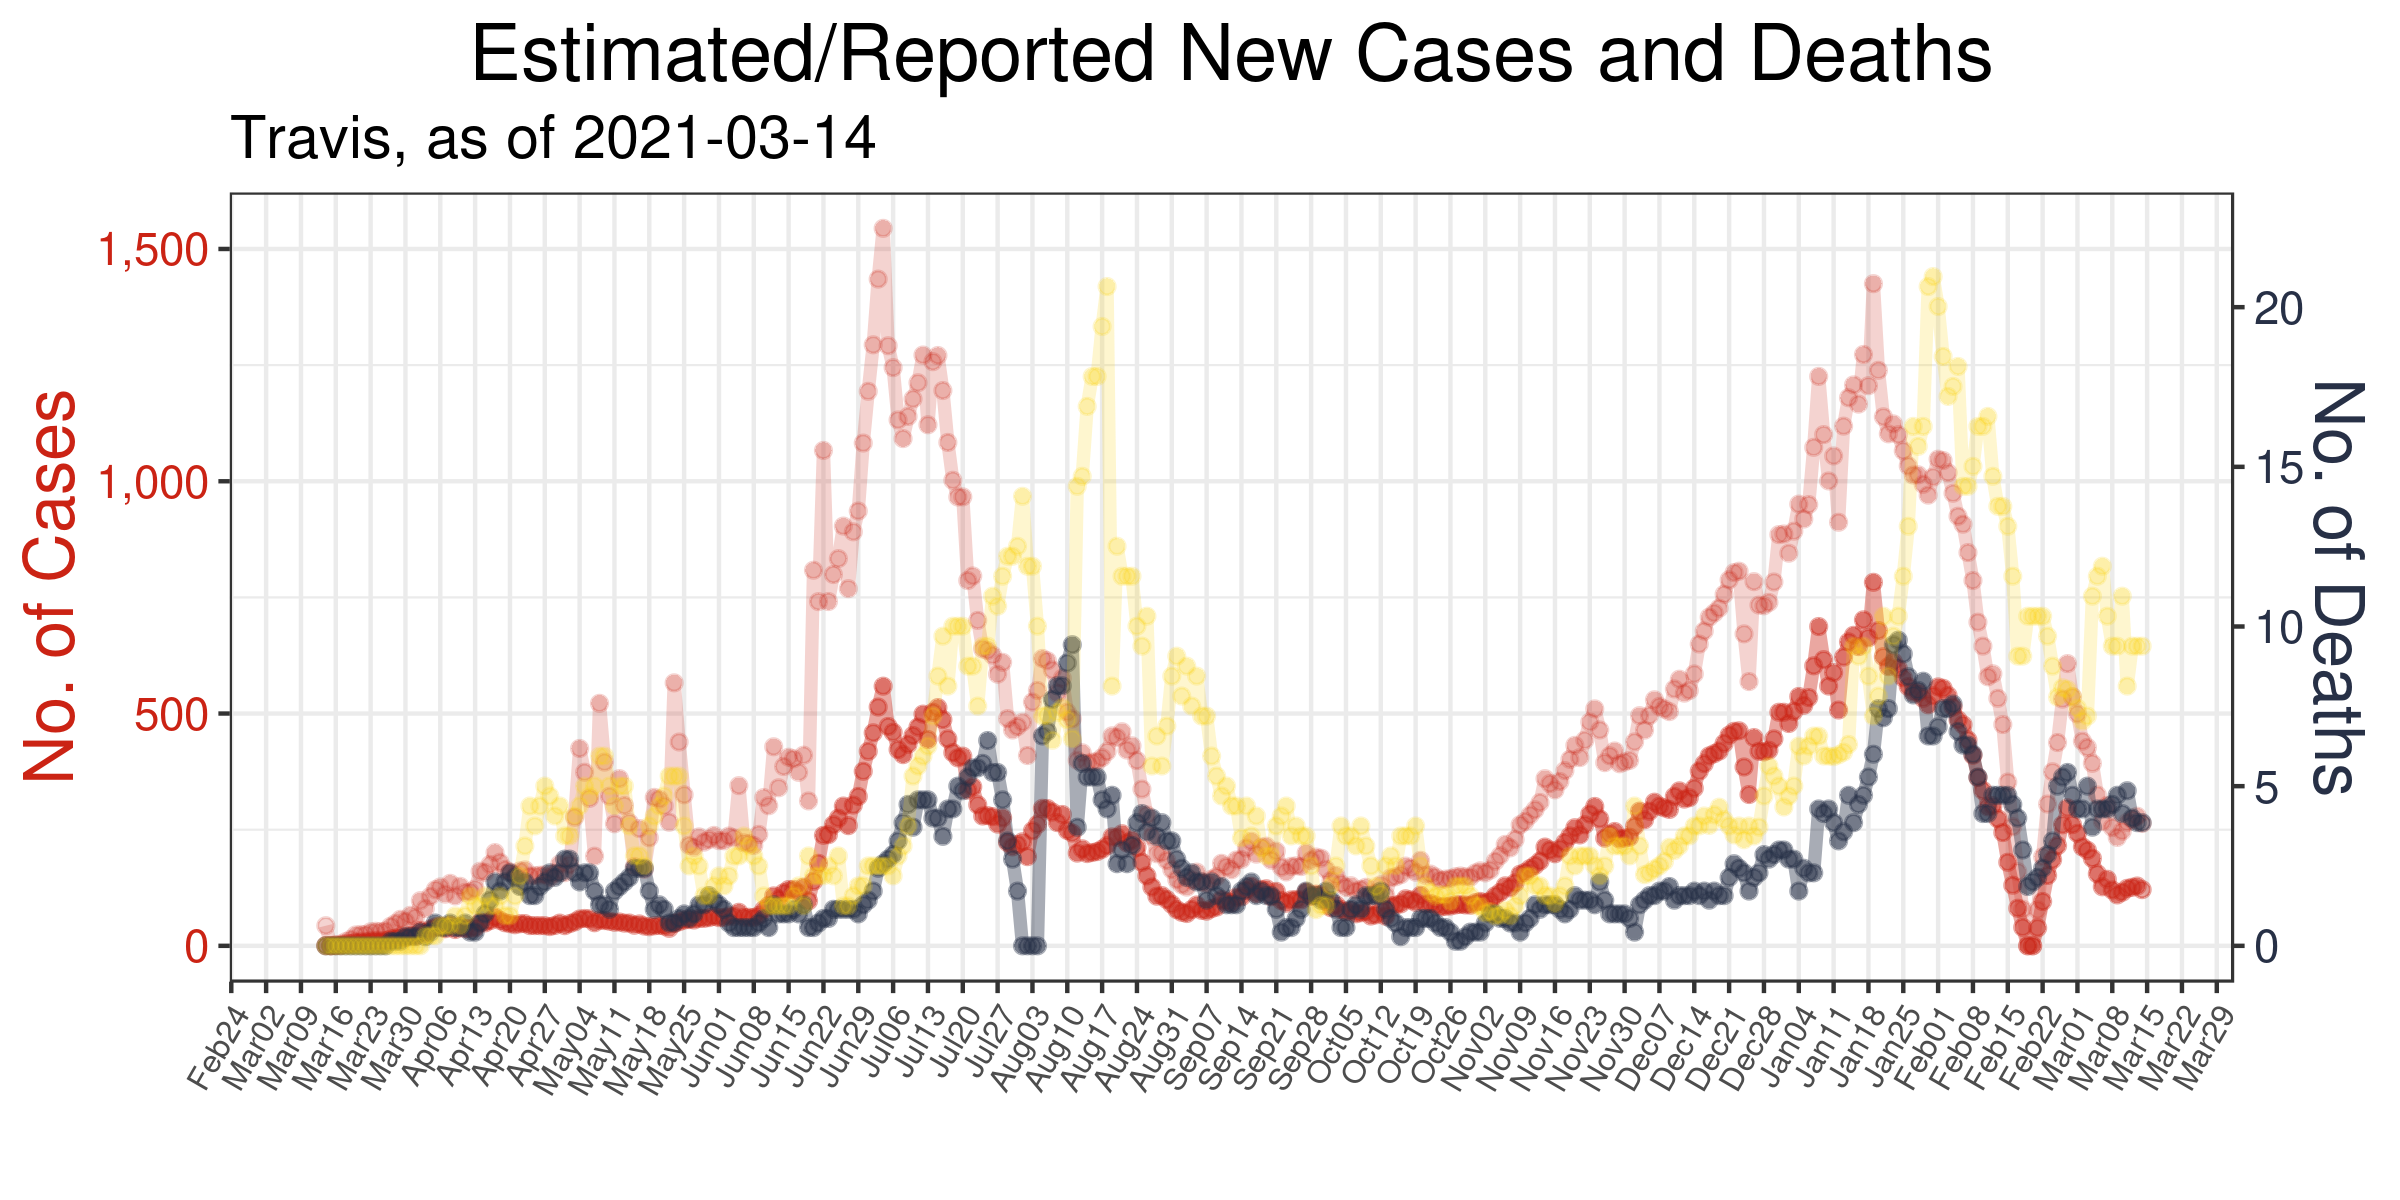 Estimated/Reported New Cases and Deaths
Travis, as of 2021-03-14
No. of Cases
1,500
1,000
500
0
20
15
10
5
0
No. of Deaths
Feb24
Mar02
Mar09
Mar16
Mar23
Mar30
Apr06
Apr13
Apr20
Apr27
May04
May11
May18
May25
Jun01
Jun08
Jun15
Jun22
Jun29
Jul06
Jul13
Jul20
Jul27
Aug03
Aug10
Aug17
Aug24
Aug31
Sep07
Sep14
Sep21
Sep28
Oct05
Oct12
Oct19
Oct26
Nov02
Nov09
Nov16
Nov23
Nov30
Dec07
Dec14
Dec21
Dec28
Jan04
Jan11
Jan18
Jan25
Feb01
Feb08
Feb15
Feb22
Mar01
Mar08
Mar15
Mar22
Mar29